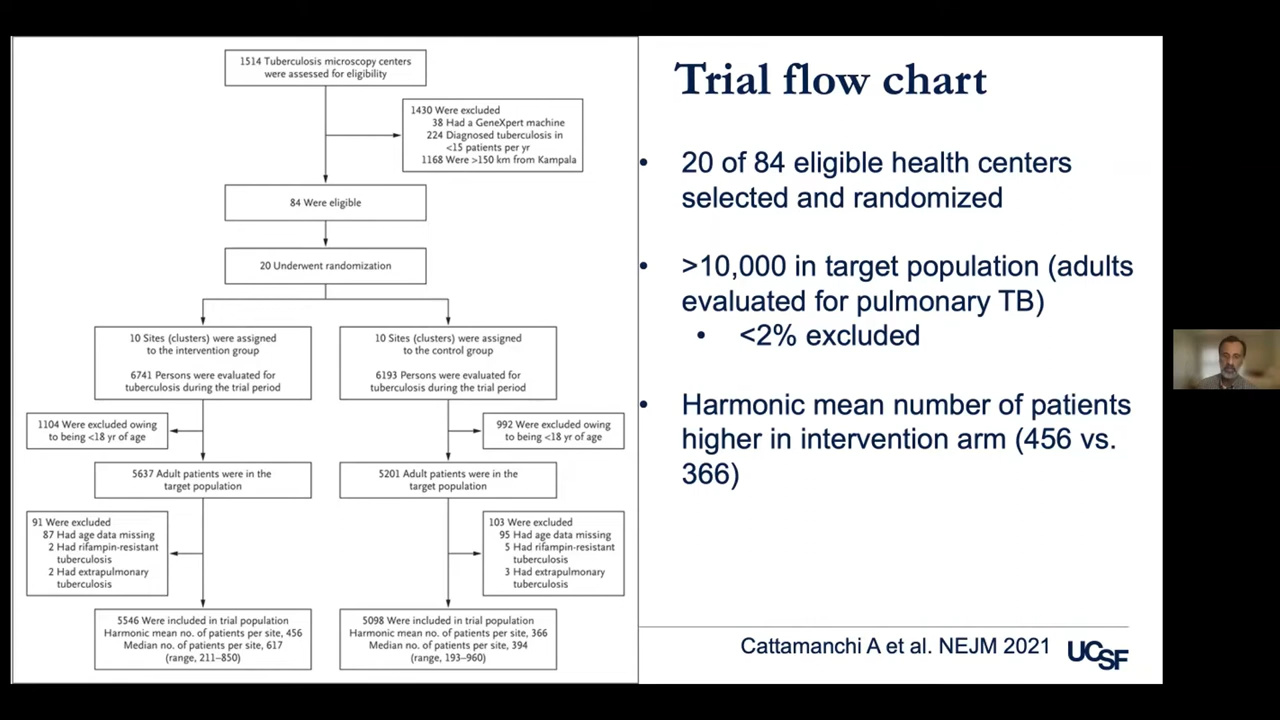 1514 Tuberculosis microscopy centers
were assessed for eligibility
1430 Were excluded
38 Had a GeneXpert machine
224 Diagnosed tuberculosis in
<15 patients per yr
1168 Were >150 km from Kampala
84 Were eligible
20 Underwent randomization
10 Sites (clusters) were assigned
to the intervention group
6741 Persons were evaluated for
tuberculosis during the trial period
10 Sites (clusters) were assigned
to the control group
6193 Persons were evaluated for
tuberculosis during the trial period
1104 Were excluded owing
to being <18 yr of age
992 Were excluded owing
to being <18 yr of age
5637 Adult patients were in the
target population
5201 Adult patients were in the
target population
91 Were excluded
87 Had age data missing
2 Had rifampin-resistant
tuberculosis
2 Had extrapulmonary
tuberculosis
103 Were excluded
95 Had age data missing
5 Had rifampin-resistant
tuberculosis
3 Had extrapulmonary
tuberculosis
5546 Were included in trial population
Harmonic mean no. of patients per site, 456
Median no. of patients per site, 617
(range, 211–850)
5098 Were included in trial population
Harmonic mean no. of patients per site, 366
Median no. of patients per site, 394
(range, 193–960)
Trial flow chart
• 20 of 84 eligible health centers
selected and randomized
• >10,000 in target population (adults
evaluated for pulmonary TB)
• <2% excluded
• Harmonic mean number of patients
higher in intervention arm (456 vs.
366)
Cattamanchi A et al. NEJM 2021
UCSF